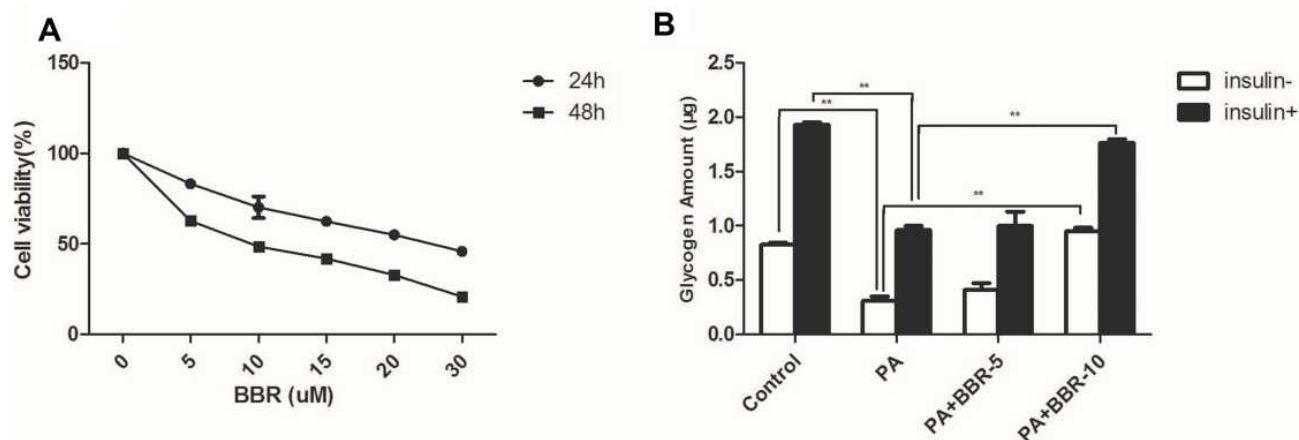 A
150
100
50
0
Cell viability(%)
0 5 10 15 20 30
BBR (uM)
24h
48h
B
2.5
2.0
1.5
1.0
0.5
0.0
Glycogen Amount (µg)
** **
**
**
Control PA PA+BBR-5 PA+BBR-10
insulin-
insulin+